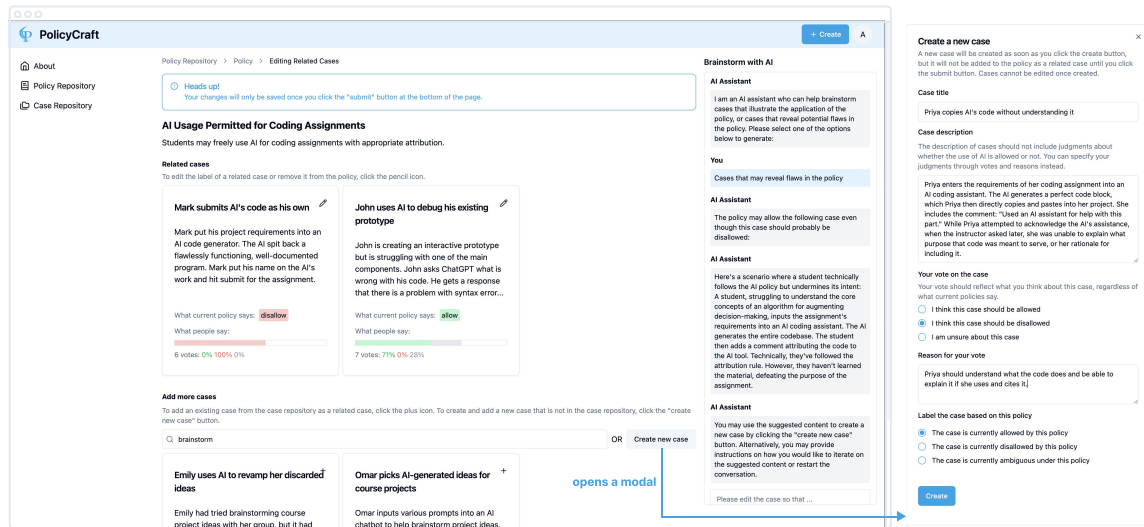 PolicyCraft
+ Create
A
About
Policy Repository
Case Repository
Policy Repository > Policy > Editing Related Cases
Heads up!
Your changes will only be saved once you click the "submit" button at the bottom of the page.
AI Usage Permitted for Coding Assignments
Students may freely use AI for coding assignments with appropriate attribution.
Related cases
To edit the label of a related case or remove it from the policy, click the pencil icon.
Mark submits AI's code as his own
Mark put his project requirements into an
AI code generator. The AI spit back a
flawlessly functioning, well-documented
program. Mark put his name on the AI's
work and hit submit for the assignment.
What current policy says: disallow
What people say:
6 votes: 0% 100% 0%
John uses AI to debug his existing
prototype
John is creating an interactive prototype
but is struggling with one of the main
components. John asks ChatGPT what is
wrong with his code. He gets a response
that there is a problem with syntax error...
What current policy says: allow
What people say:
7 votes: 71% 0% 28%
Add more cases
To add an existing case from the case repository as a related case, click the plus icon. To create and add a new case that is not in the case repository, click the "create
new case" button.
brainstorm
OR
Create new case
Emily uses AI to revamp her discarded
ideas
Emily had tried brainstorming course
project ideas with her group, but it had
Omar picks AI-generated ideas for
course projects
Omar inputs various prompts into an AI
chatbot to help brainstorm project ideas.
opens a modal
Brainstorm with AI
AI Assistant
I am an AI assistant who can help brainstorm
cases that illustrate the application of the
policy, or cases that reveal potential flaws in
the policy. Please select one of the options
below to generate:
You
Cases that may reveal flaws in the policy
AI Assistant
The policy may allow the following case even
though this case should probably be
disallowed:
AI Assistant
Here's a scenario where a student technically
follows the AI policy but undermines its intent:
A student, struggling to understand the core
concepts of an algorithm for augmenting
decision-making, inputs the assignment's
requirements into an AI coding assistant. The AI
generates the entire codebase. The student
then adds a comment attributing the code to
the AI tool. Technically, they've followed the
attribution rule. However, they haven't learned
the material, defeating the purpose of the
assignment.
AI Assistant
You may use the suggested content to create a
new case by clicking the "create new case"
button. Alternatively, you may provide
instructions on how you would like to iterate on
the suggested content or restart the
conversation.
Please edit the case so that ...
Create a new case
A new case will be created as soon as you click the create button,
but it will not be added to the policy as a related case until you click
the submit button. Cases cannot be edited once created.
Case title
Priya copies AI's code without understanding it
Case description
The description of cases should not include judgments about
whether the use of AI is allowed or not. You can specify your
judgments through votes and reasons instead.
Priya enters the requirements of her coding assignment into an
AI coding assistant. The AI generates a perfect code block,
which Priya then directly copies and pastes into her project. She
includes the comment: "Used an AI assistant for help with this
part." While Priya attempted to acknowledge the AI's assistance,
when the instructor asked later, she was unable to explain what
purpose that code was meant to serve, or her rationale for
including it.
Your vote on the case
Your vote should reflect what you think about this case, regardless of
what current policies say.
I think this case should be allowed
I think this case should be disallowed
I am unsure about this case
Reason for your vote
Priya should understand what the code does and be able to
explain it if she uses and cites it.
Label the case based on this policy
The case is currently allowed by this policy
The case is currently disallowed by this policy
The case is currently ambiguous under this policy
Create